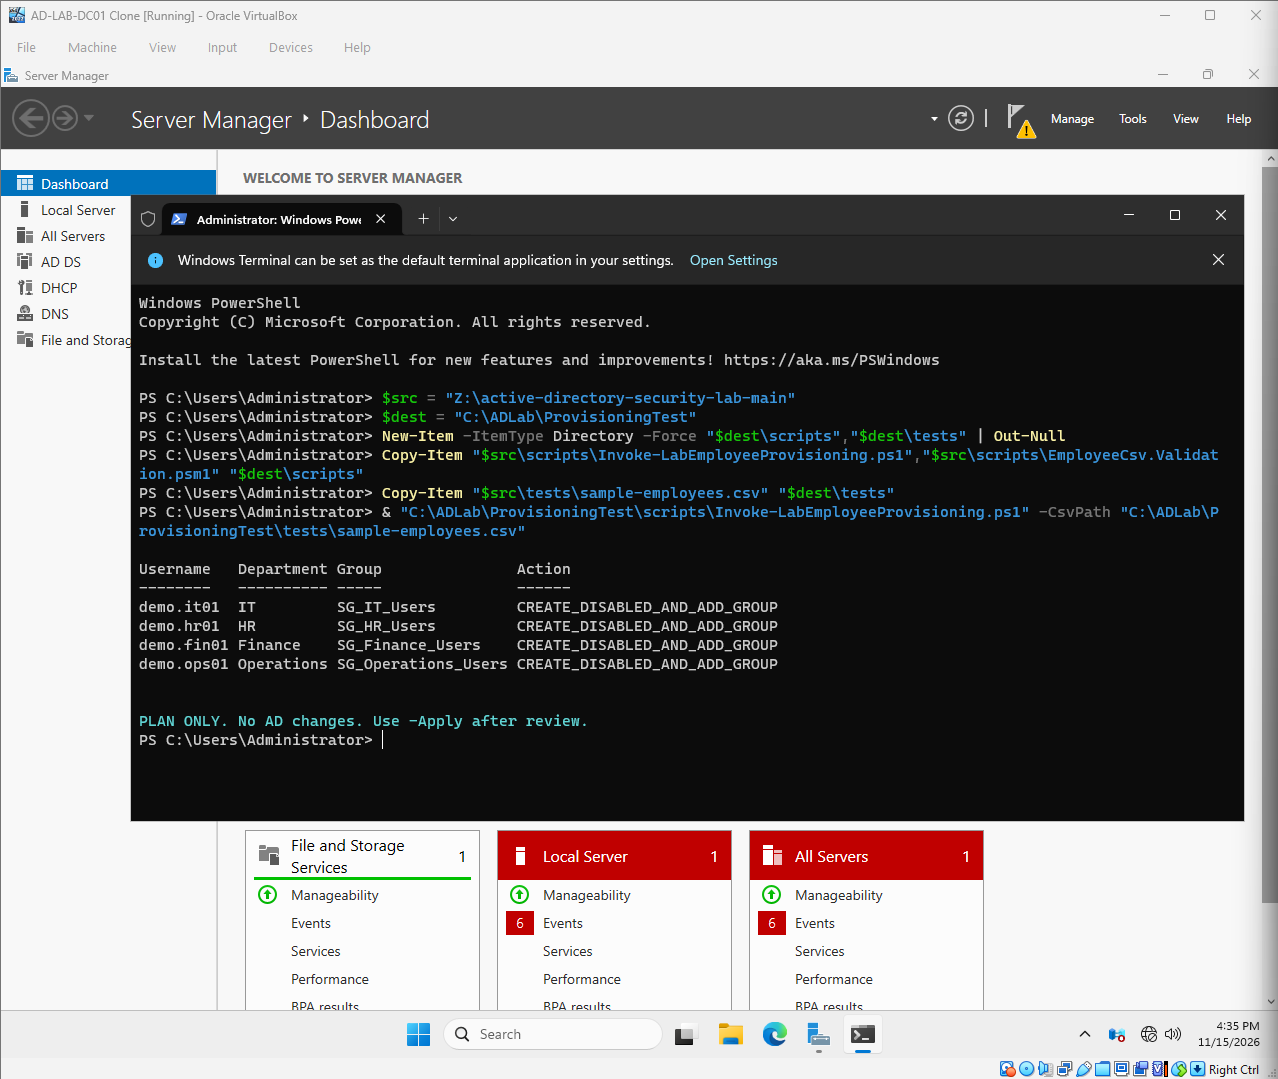 AD-LAB-DC01 Clone [Running] - Oracle VirtualBox
File Machine View Input Devices Help
Server Manager
Server Manager ‣ Dashboard
Manage Tools View Help
Dashboard
Local Server
All Servers
AD DS
DHCP
DNS
File and Storag
WELCOME TO SERVER MANAGER
Administrator: Windows Powe
Windows Terminal can be set as the default terminal application in your settings. Open Settings
Windows PowerShell
Copyright (C) Microsoft Corporation. All rights reserved.
Install the latest PowerShell for new features and improvements! https://aka.ms/PSWindows
PS C:\Users\Administrator> $src = "Z:\active-directory-security-lab-main"
PS C:\Users\Administrator> $dest = "C:\ADLab\ProvisioningTest"
PS C:\Users\Administrator> New-Item -ItemType Directory -Force "$dest\scripts","$dest\tests" | Out-Null
PS C:\Users\Administrator> Copy-Item "$src\scripts\Invoke-LabEmployeeProvisioning.ps1","$src\scripts\EmployeeCsv.Validat
ion.psm1" "$dest\scripts"
PS C:\Users\Administrator> Copy-Item "$src\tests\sample-employees.csv" "$dest\tests"
PS C:\Users\Administrator> & "C:\ADLab\ProvisioningTest\scripts\Invoke-LabEmployeeProvisioning.ps1" -CsvPath "C:\ADLab\P
rovisioningTest\tests\sample-employees.csv"
Username Department Group Action
-------- ---------- ----- ------
demo.it01 IT SG_IT_Users CREATE_DISABLED_AND_ADD_GROUP
demo.hr01 HR SG_HR_Users CREATE_DISABLED_AND_ADD_GROUP
demo.fin01 Finance SG_Finance_Users CREATE_DISABLED_AND_ADD_GROUP
demo.ops01 Operations SG_Operations_Users CREATE_DISABLED_AND_ADD_GROUP
PLAN ONLY. No AD changes. Use -Apply after review.
PS C:\Users\Administrator>
File and Storage Services 1
Manageability
Events
Services
Performance
BPA results
Local Server 1
Manageability
6 Events
Services
Performance
BPA results
All Servers 1
Manageability
6 Events
Services
Performance
BPA results
Search
4:35 PM
11/15/2026
Right Ctrl